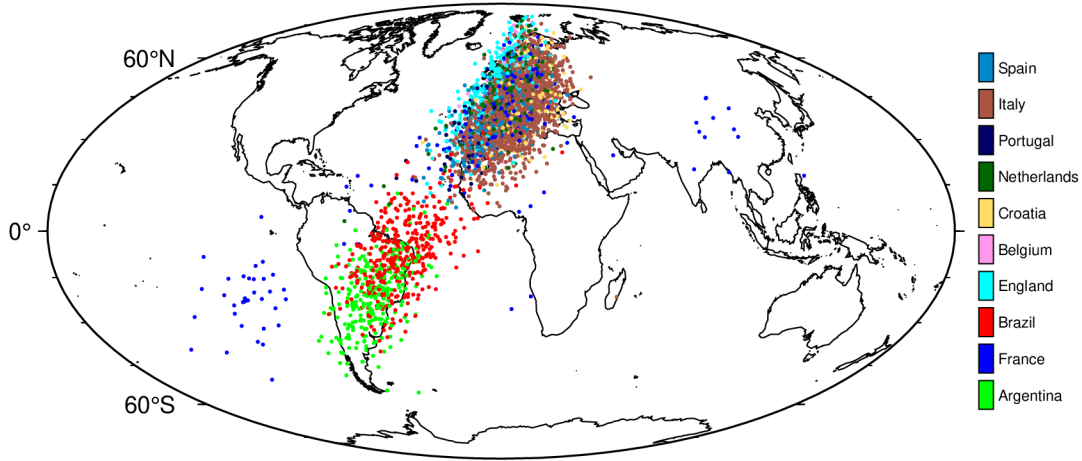 60°N
0°
60°S
Spain
Italy
Portugal
Netherlands
Croatia
Belgium
England
Brazil
France
Argentina